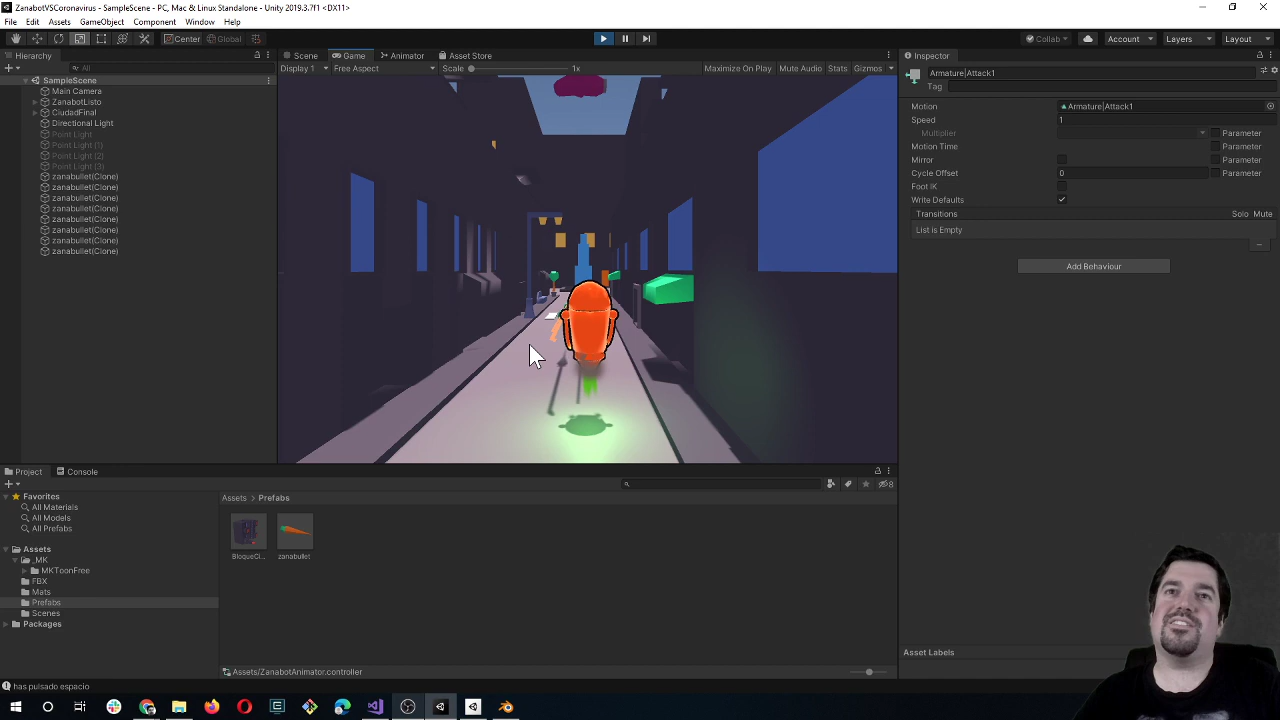 ZanabotVSCoronavirus - SampleScene - PC, Mac & Linux Standalone - Unity 2019.3.7f1 <DX11>
File Edit Assets GameObject Component Window Help
Center Global Collab Account Layers Layout
Hierarchy
All
SampleScene
Main Camera
ZanabotListo
CiudadFinal
Directional Light
Point Light
Point Light (1)
Point Light (2)
Point Light (3)
zanabullet(Clone)
zanabullet(Clone)
zanabullet(Clone)
zanabullet(Clone)
zanabullet(Clone)
zanabullet(Clone)
zanabullet(Clone)
zanabullet(Clone)
Scene Game Animator Asset Store
Display 1 Free Aspect Scale 1x Maximize On Play Mute Audio Stats Gizmos
Inspector
Armature|Attack1
Tag
Motion Armature|Attack1
Speed 1
Multiplier Parameter
Motion Time Parameter
Mirror Parameter
Cycle Offset 0 Parameter
Foot IK
Write Defaults
Transitions Solo Mute
List is Empty
Add Behaviour
Asset Labels
Project Console
8
Favorites
All Materials
All Models
All Prefabs
Assets
_MK
MKToonFree
FBX
Mats
Prefabs
Scenes
Packages
Assets > Prefabs
BloqueCi... zanabullet
Assets/ZanabotAnimator.controller
has pulsado espacio